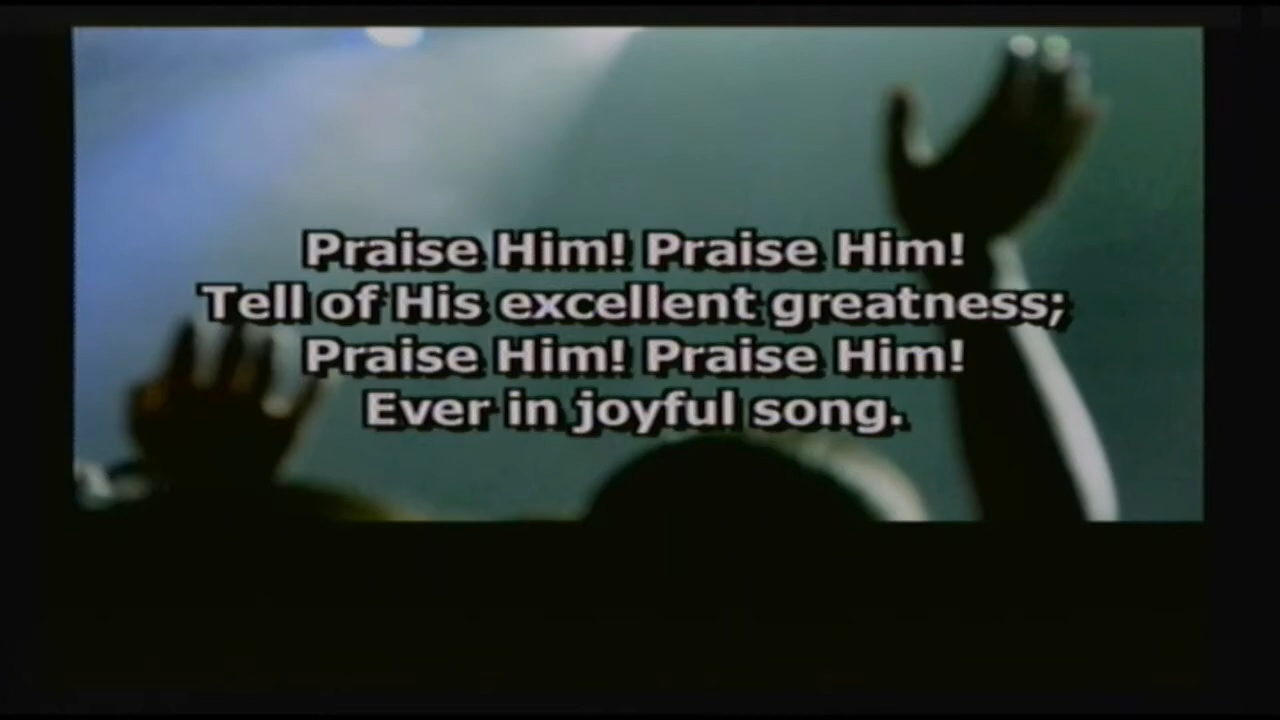 Praise Him! Praise Him!
Tell of His excellent greatness;
Praise Him! Praise Him!
Ever in joyful song.